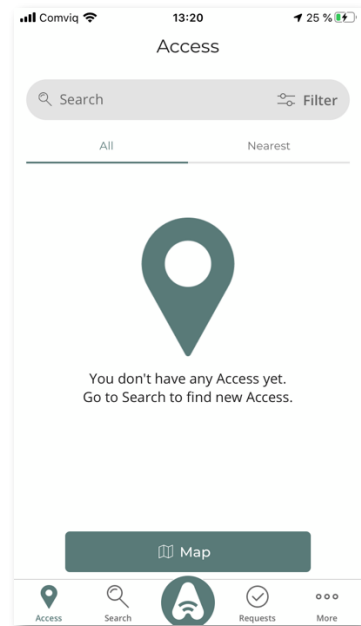 Comviq 13:20 25 %
Access
Search Filter
All Nearest
You don't have any Access yet.
Go to Search to find new Access.
Map
Access Search Requests More